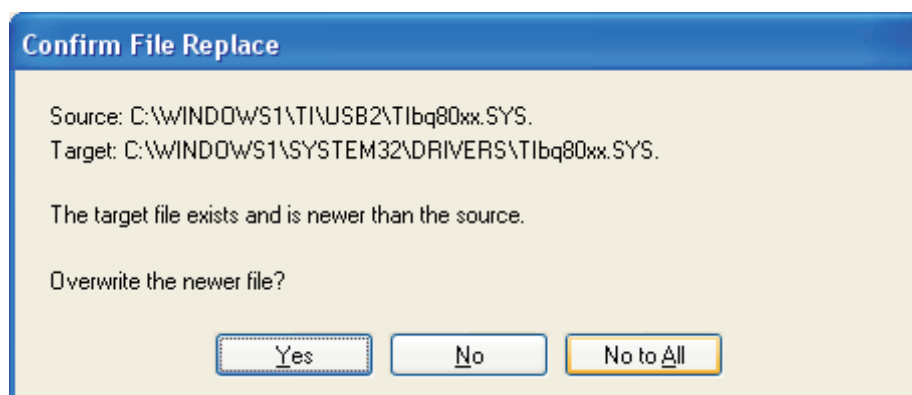 Confirm File Replace
Source: C:\WINDOWS1\TI\USB2\TIbq80xx.SYS.
Target: C:\WINDOWS1\SYSTEM32\DRIVERS\TIbq80xx.SYS.
The target file exists and is newer than the source.
Overwrite the newer file?
Yes No No to All